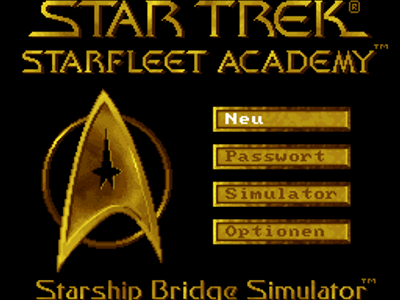 STAR TREK®
STARFLEET ACADEMY™
Neu
Passwort
Simulator
Optionen
Starship Bridge Simulator™